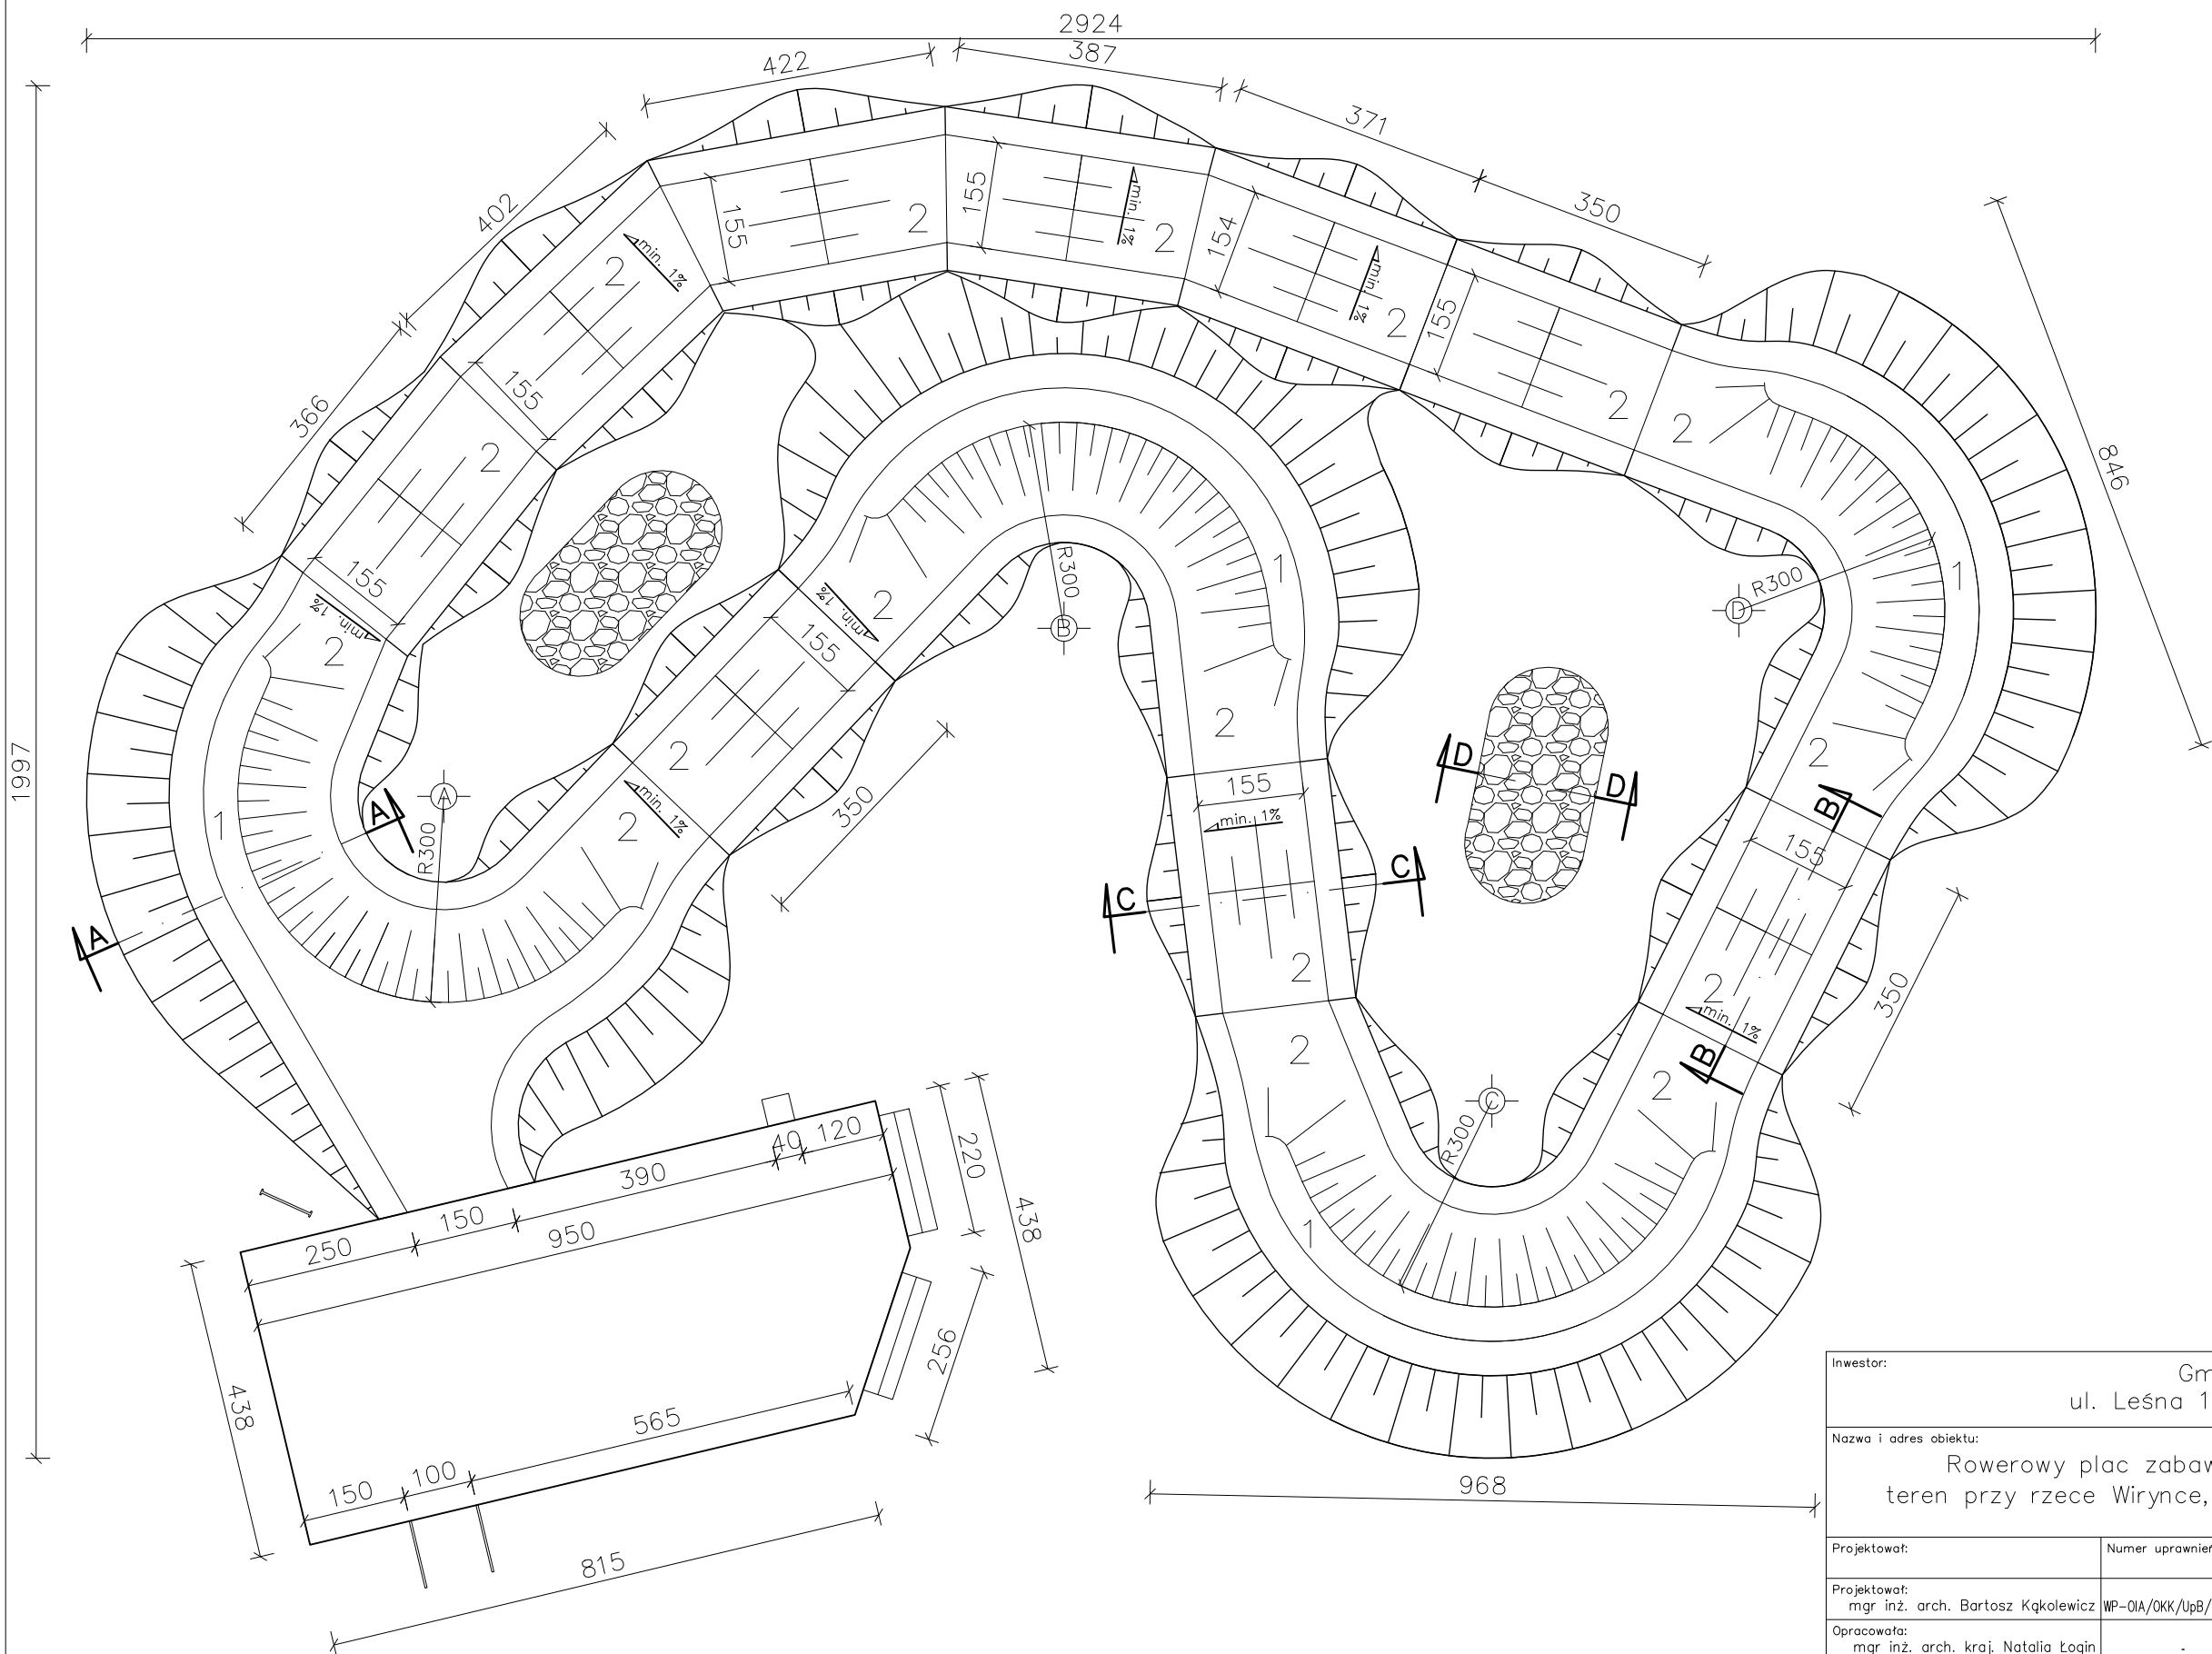 2924
422
387
371
402
350
155
155
min. 1%
2
2
154
2
min. 1%
2
min. 1%
155
2
2
846
366
155
2
155
min. 1%
2
R300
2
min. 1%
1
1
R300
D
B
155
2
155
2
D
D
2
B
1997
A
A
1
R300
2
min. 1%
350
155
min. 1%
155
C
C
A
2
2
350
min. 1%
B
2
2
C
R300
1
40
120
390
220
438
150
250
950
256
438
565
100
150
815
968
Inwestor:
Gm
ul. Leśna 1
Nazwa i adres obiektu:
Rowerowy plac zabaw
teren przy rzece Wirynce,
Projektował:
Numer uprawnień
Projektował:
mgr inż. arch. Bartosz Kąkolewicz
WP-OIA/OKK/UpB/
Opracowała:
mgr inż. arch. kraj. Natalia Łogin
-